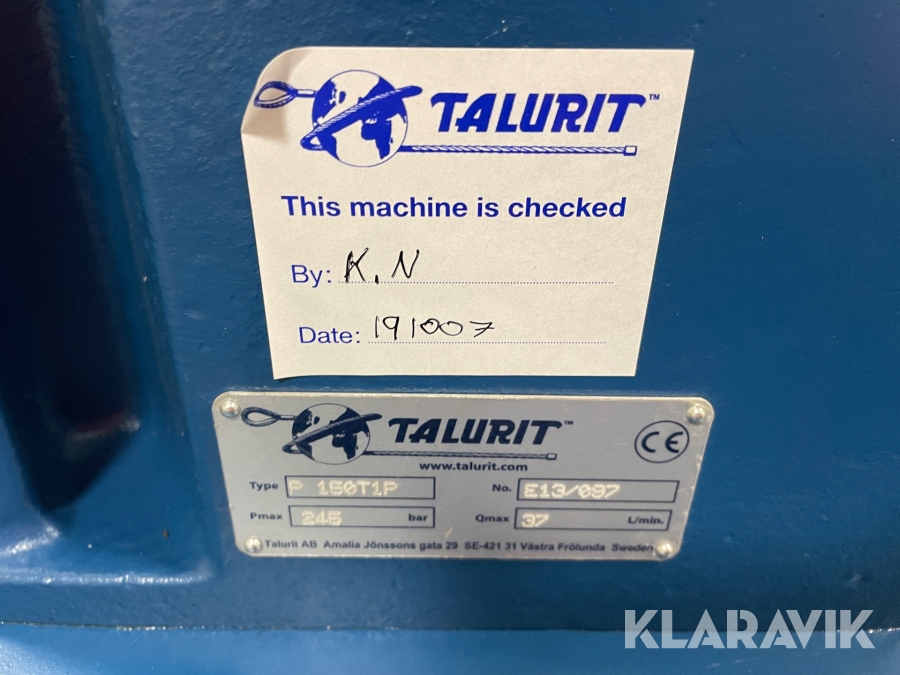 TALURIT™
This machine is checked
By: K.N
Date: 191007
TALURIT™
www.talurit.com
CE
Type P 150T1P No. E13/097
Pmax 245 bar Qmax 37 L/min.
Talurit AB Amalia Jönssons gata 29 SE-421 31 Västra Frölunda Sweden
KLARAVIK